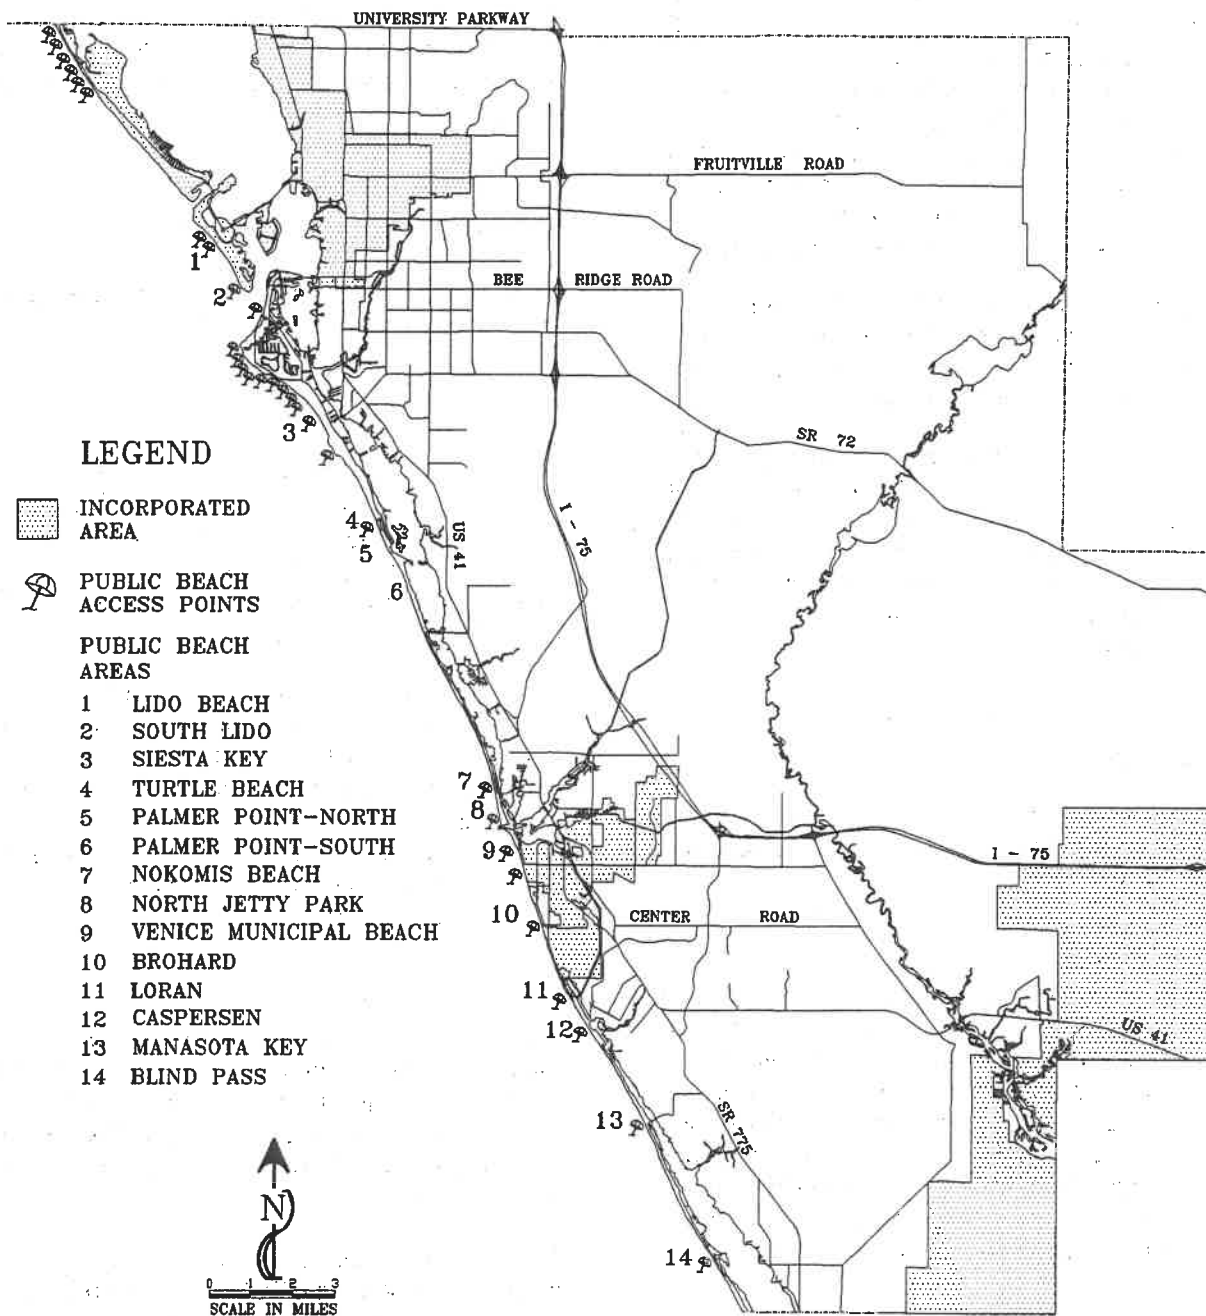 UNIVERSITY PARKWAY
FRUITVILLE ROAD
1
2
BEE RIDGE ROAD
3
SR 72
LEGEND
INCORPORATED
AREA
PUBLIC BEACH
ACCESS POINTS
PUBLIC BEACH
AREAS
1 LIDO BEACH
2 SOUTH LIDO
3 SIESTA KEY
4 TURTLE BEACH
5 PALMER POINT-NORTH
6 PALMER POINT-SOUTH
7 NOKOMIS BEACH
8 NORTH JETTY PARK
9 VENICE MUNICIPAL BEACH
10 BROHARD
11 LORAN
12 CASPERSEN
13 MANASOTA KEY
14 BLIND PASS
4
5
6
US 41
I - 75
7
8
9
I - 75
10
CENTER ROAD
11
12
US 41
13
SR 775
14
N
0 1 2 3
SCALE IN MILES